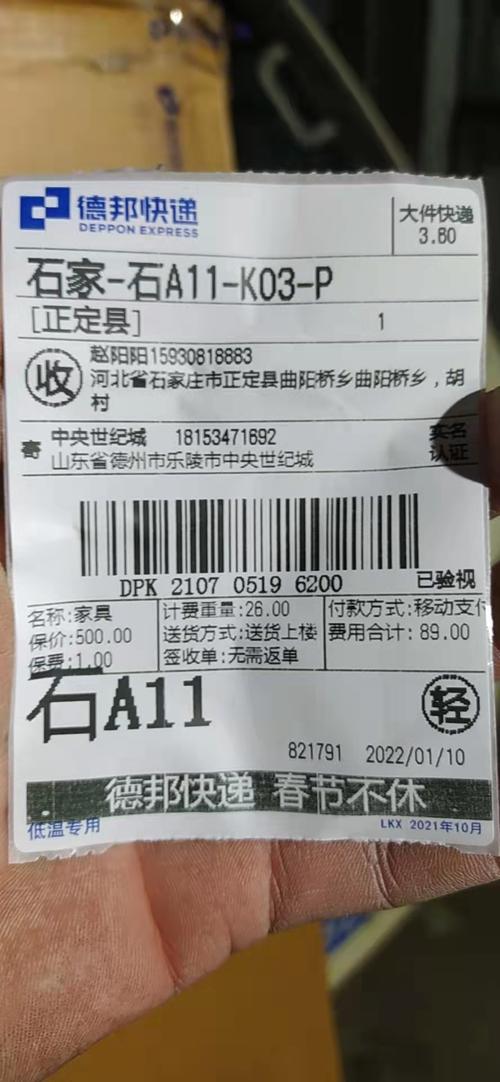 德邦快递
DEPPON EXPRESS
大件快递
3.80
石家-石A11-K03-P
[正定县]
1
收
赵阳阳15930818883
河北省石家庄市正定县曲阳桥乡曲阳桥乡，胡
村
寄
中央世纪城 18153471692
山东省德州市乐陵市中央世纪城
实名
认证
DPK 2107 0519 6200
已验视
名称:家具
保价:500.00
保费:1.00
计费重量:26.00
送货方式:送货上楼
签收单:无需返单
付款方式:移动支付
费用合计: 89.00
石A11
轻
821791 2022/01/10
德邦快递 春节不休
低温专用
LKX 2021年10月